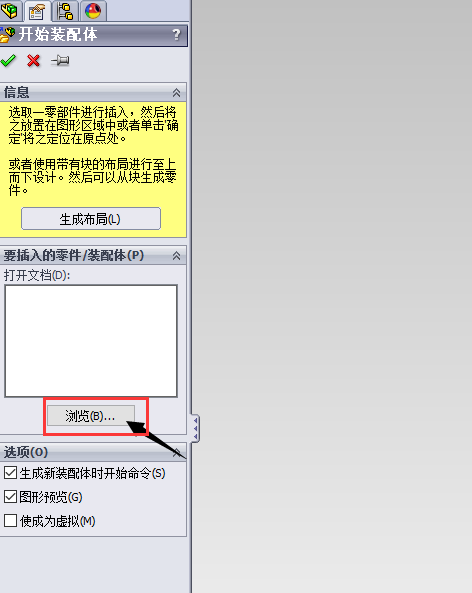 开始装配体 ?
信息
选取一零部件进行插入，然后将
之放置在图形区域中或者单击'确
定'将之定位在原点处。
或者使用带有块的布局进行至上
而下设计。然后可以从块生成零
件。
生成布局(L)
要插入的零件/装配体(P)
打开文档(D):
浏览(B)...
选项(O)
生成新装配体时开始命令(S)
图形预览(G)
使成为虚拟(M)